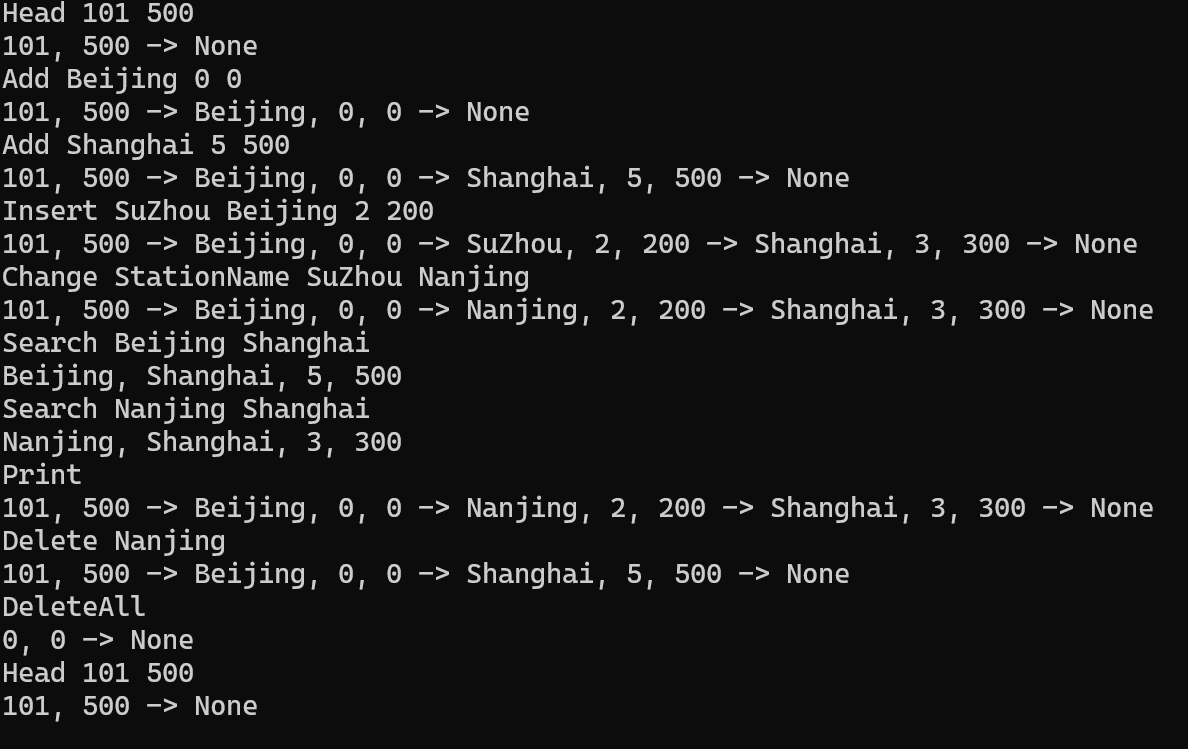 Head 101 500
101, 500 -> None
Add Beijing 0 0
101, 500 -> Beijing, 0, 0 -> None
Add Shanghai 5 500
101, 500 -> Beijing, 0, 0 -> Shanghai, 5, 500 -> None
Insert SuZhou Beijing 2 200
101, 500 -> Beijing, 0, 0 -> SuZhou, 2, 200 -> Shanghai, 3, 300 -> None
Change StationName SuZhou Nanjing
101, 500 -> Beijing, 0, 0 -> Nanjing, 2, 200 -> Shanghai, 3, 300 -> None
Search Beijing Shanghai
Beijing, Shanghai, 5, 500
Search Nanjing Shanghai
Nanjing, Shanghai, 3, 300
Print
101, 500 -> Beijing, 0, 0 -> Nanjing, 2, 200 -> Shanghai, 3, 300 -> None
Delete Nanjing
101, 500 -> Beijing, 0, 0 -> Shanghai, 5, 500 -> None
DeleteAll
0, 0 -> None
Head 101 500
101, 500 -> None